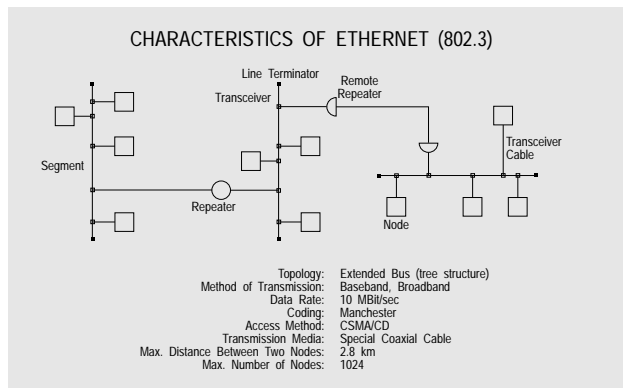 CHARACTERISTICS OF ETHERNET (802.3)
Line Terminator
Transceiver
Remote
Repeater
Transceiver
Cable
Segment
Repeater
Node
Topology: Extended Bus (tree structure)
Method of Transmission: Baseband, Broadband
Data Rate: 10 MBit/sec
Coding: Manchester
Access Method: CSMA/CD
Transmission Media: Special Coaxial Cable
Max. Distance Between Two Nodes: 2.8 km
Max. Number of Nodes: 1024